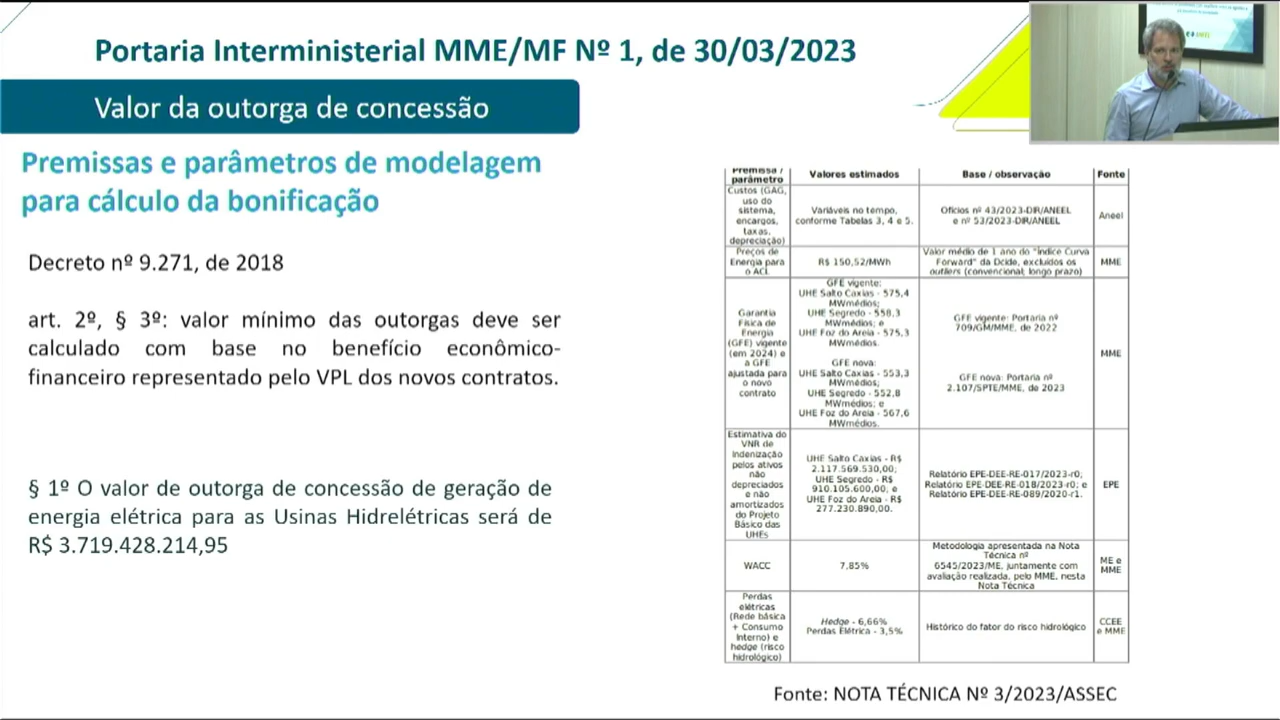 Portaria Interministerial MME/MF Nº 1, de 30/03/2023
Valor da outorga de concessão
Premissas e parâmetros de modelagem
para cálculo da bonificação
Decreto nº 9.271, de 2018
art. 2º, § 3º: valor mínimo das outorgas deve ser
calculado com base no benefício econômico-
financeiro representado pelo VPL dos novos contratos.
§ 1º O valor de outorga de concessão de geração de
energia elétrica para as Usinas Hidrelétricas será de
R$ 3.719.428.214,95
Premissa /
parâmetro
Valores estimados
Base / observação
Fonte
Custos (GAG,
uso do
sistema,
encargos,
taxas,
depreciação)
Variáveis no tempo,
conforme Tabelas 3, 4 e 5.
Ofícios nº 43/2023-DIR/ANEEL
e nº 53/2023-DIR/ANEEL
Aneel
Preços de
Energia para
o ACL
R$ 150,52/MWh
Valor médio de 1 ano do "Índice Curva
Forward" da Dcide, excluídos os
outliers (convencional, longo prazo)
MME
Garantia
Física de
Energia
(GFE) vigente
(em 2024) e
a GFE
ajustada para
o novo
contrato
GFE vigente:
UHE Salto Caxias - 575,4
MWmédios;
UHE Segredo - 558,3
MWmédios; e
UHE Foz do Areia - 575,3
MWmédios.
GFE nova:
UHE Salto Caxias - 553,3
MWmédios;
UHE Segredo - 552,8
MWmédios; e
UHE Foz do Areia - 567,6
MWmédios.
GFE vigente: Portaria nº
709/GM/MME, de 2022
GFE nova: Portaria nº
2.107/SPTE/MME, de 2023
MME
Estimativa do
VNR de
indenização
pelos ativos
não
depreciados
e não
amortizados
do Projeto
Básico das
UHEs
UHE Salto Caxias - R$
2.117.569.530,00;
UHE Segredo - R$
910.105.600,00; e
UHE Foz do Areia - R$
277.230.890,00.
Relatório EPE-DEE-RE-017/2023-r0;
Relatório EPE-DEE-RE-018/2023-r0; e
Relatório EPE-DEE-RE-089/2020-r1.
EPE
WACC
7,85%
Metodologia apresentada na Nota
Técnica nº
6545/2023/ME, juntamente com
avaliação realizada, pelo MME, nesta
Nota Técnica
ME e
MME
Perdas
elétricas
(Rede básica
+ Consumo
Interno) e
hedge (risco
hidrológico)
Hedge - 6,66%
Perdas Elétrica - 3,5%
Histórico do fator do risco hidrológico
CCEE
e MME
Fonte: NOTA TÉCNICA Nº 3/2023/ASSEC